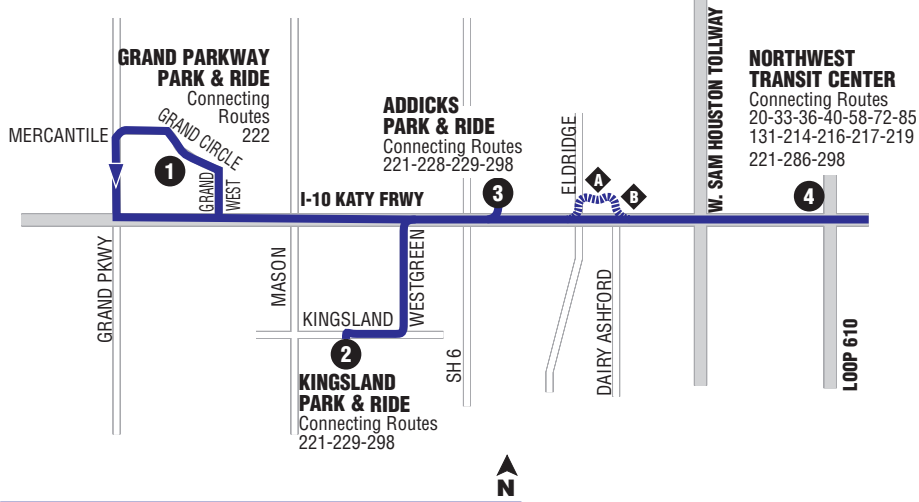 GRAND PARKWAY
PARK & RIDE
Connecting
Routes
222
MERCANTILE
GRAND CIRCLE
1
GRAND
WEST
ADDICKS
PARK & RIDE
Connecting Routes
221-228-229-298
3
ELDRIDGE
A
B
W. SAM HOUSTON TOLLWAY
NORTHWEST
TRANSIT CENTER
Connecting Routes
20-33-36-40-58-72-85
131-214-216-217-219
221-286-298
4
I-10 KATY FRWY
GRAND PKWY
MASON
KINGSLAND
WESTGREEN
2
KINGSLAND
PARK & RIDE
Connecting Routes
221-229-298
SH 6
DAIRY ASHFORD
LOOP 610
N